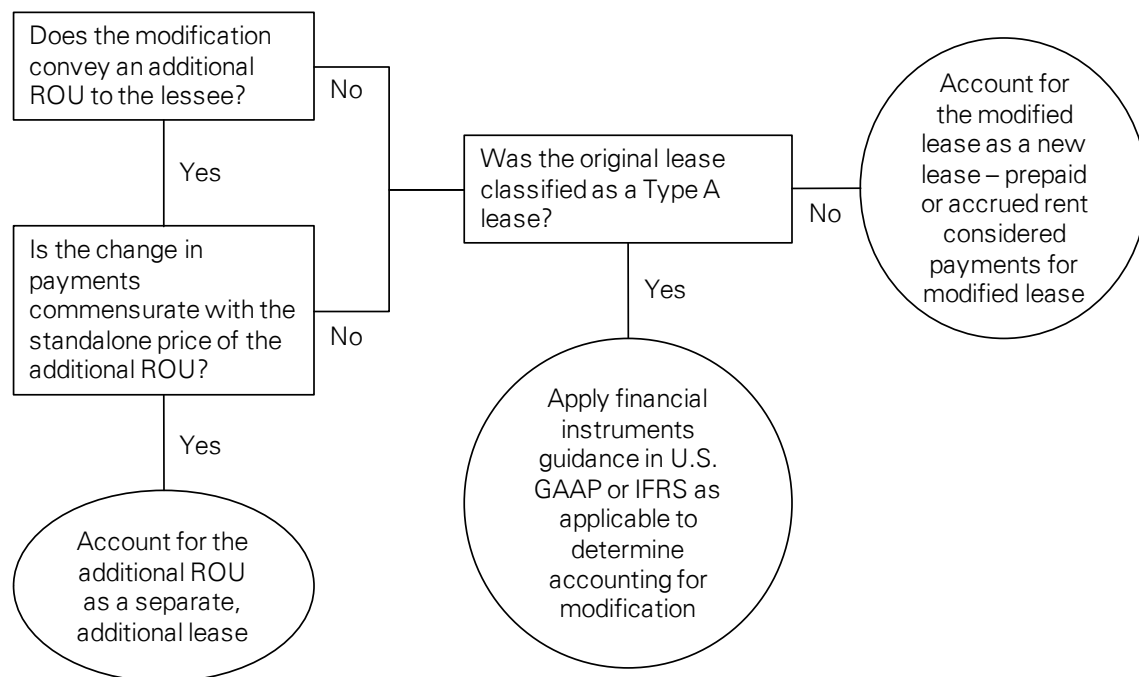 Does the modification
convey an additional
ROU to the lessee?
No
Yes
Is the change in
payments
commensurate with the
standalone price of the
additional ROU?
No
Yes
Account for the
additional ROU
as a separate,
additional lease
Was the original lease
classified as a Type A
lease?
No
Yes
Apply financial
instruments
guidance in U.S.
GAAP or IFRS as
applicable to
determine
accounting for
modification
Account for
the modified
lease as a new
lease – prepaid
or accrued rent
considered
payments for
modified lease